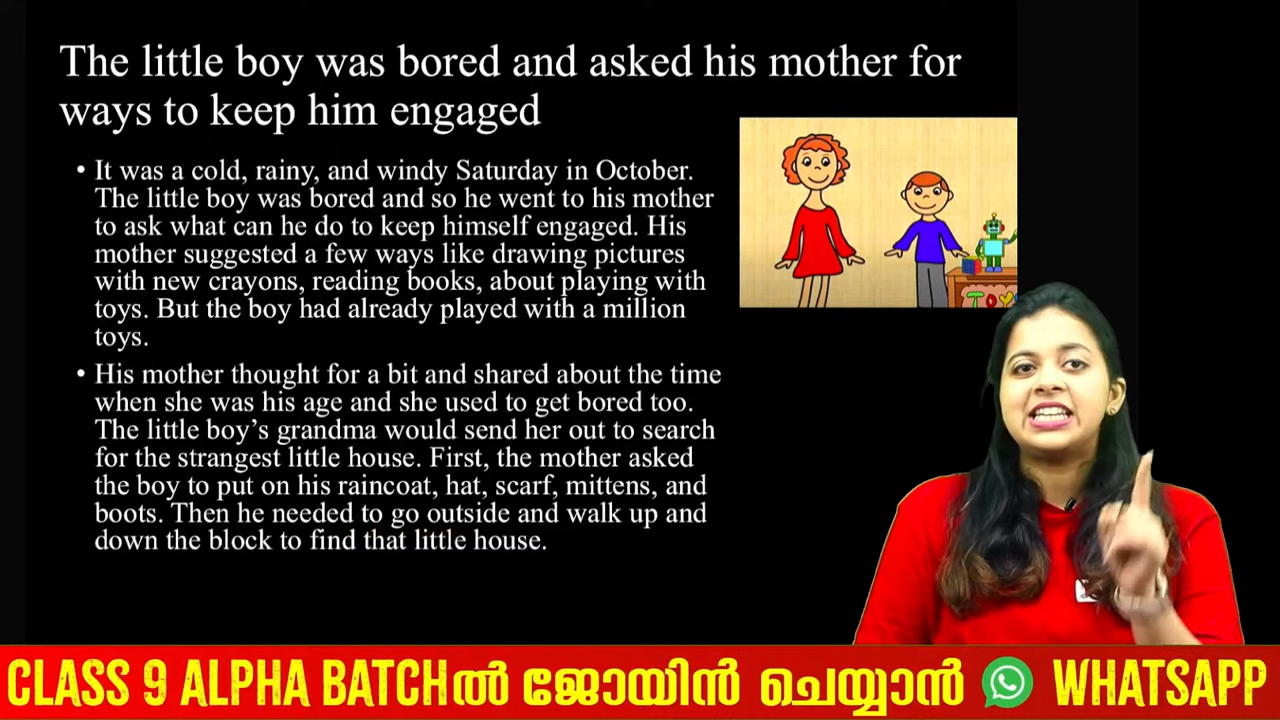 The little boy was bored and asked his mother for
ways to keep him engaged
• It was a cold, rainy, and windy Saturday in October.
The little boy was bored and so he went to his mother
to ask what can he do to keep himself engaged. His
mother suggested a few ways like drawing pictures
with new crayons, reading books, about playing with
toys. But the boy had already played with a million
toys.
• His mother thought for a bit and shared about the time
when she was his age and she used to get bored too.
The little boy’s grandma would send her out to search
for the strangest little house. First, the mother asked
the boy to put on his raincoat, hat, scarf, mittens, and
boots. Then he needed to go outside and walk up and
down the block to find that little house.
CLASS 9 ALPHA BATCHൽ ജോയിൻ ചെയ്യാൻ WHATSAPP